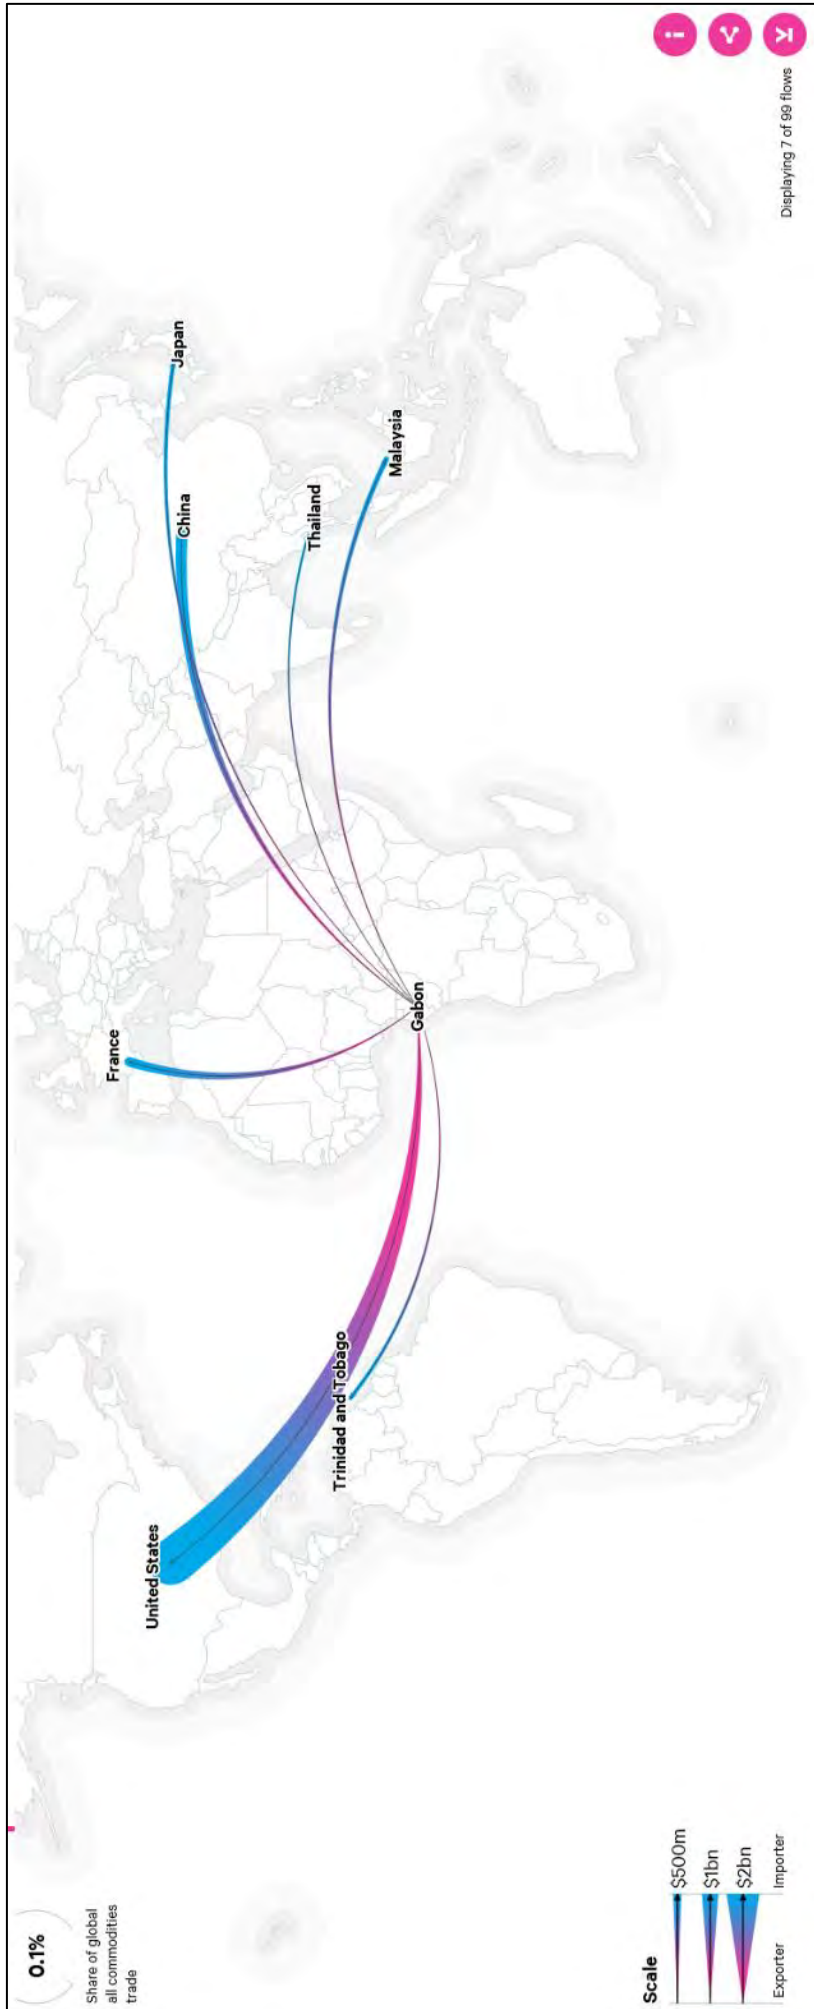 0.1%
Share of global
all commodities
trade
United States
Trinidad and Tobago
France
Gabon
China
Japan
Thailand
Malaysia
Scale
$500m
$1bn
$2bn
Exporter
Importer
Displaying 7 of 99 flows